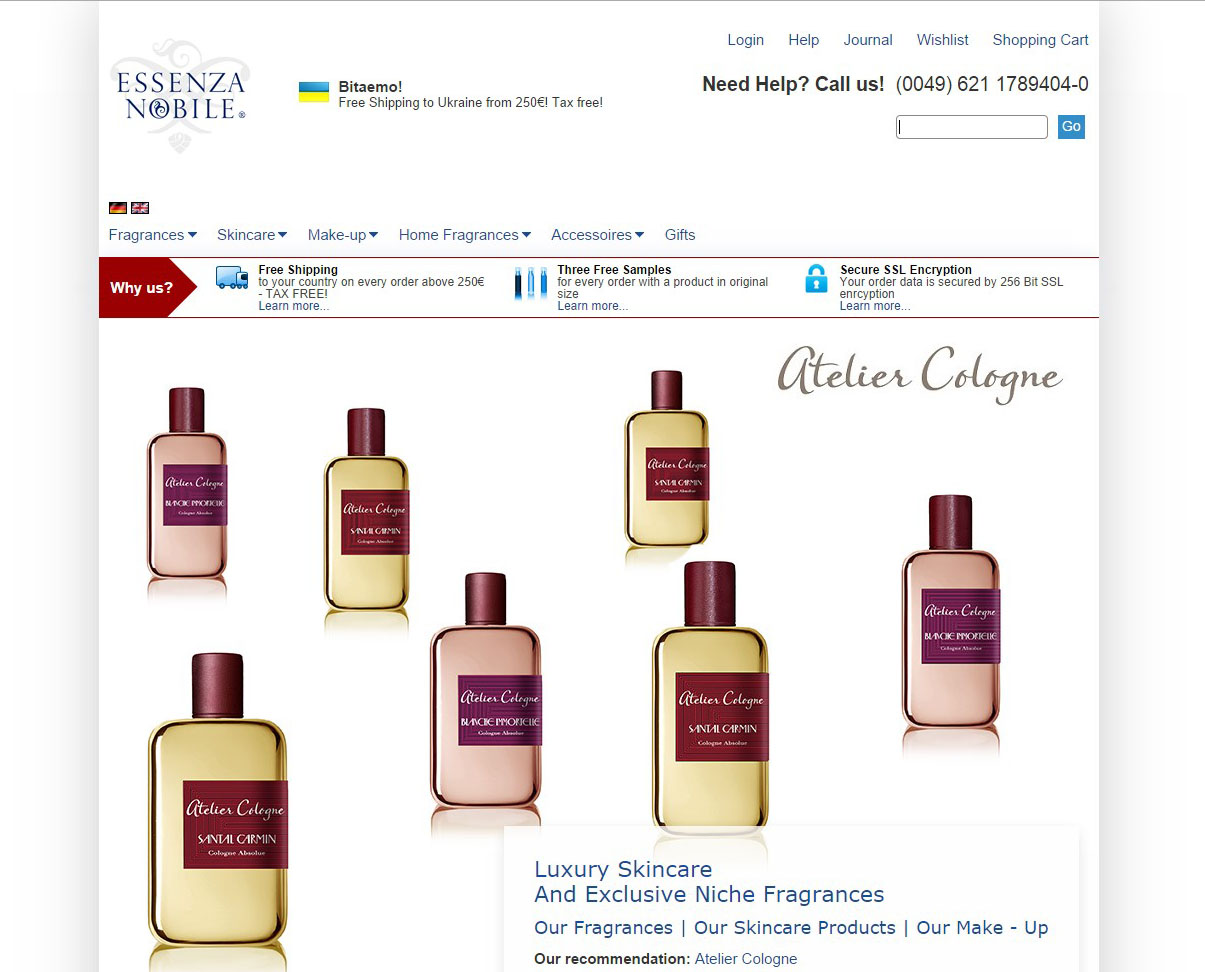 Login Help Journal Wishlist Shopping Cart
ESSENZA
NOBILE®
Bitaemo!
Free Shipping to Ukraine from 250€! Tax free!
Need Help? Call us! (0049) 621 1789404-0
Go
Fragrances Skincare Make-up Home Fragrances Accessoires Gifts
Why us?
Free Shipping
to your country on every order above 250€
- TAX FREE!
Learn more...
Three Free Samples
for every order with a product in original
size
Learn more...
Secure SSL Encryption
Your order data is secured by 256 Bit SSL
enrcyption
Learn more...
Atelier Cologne
Atelier Cologne
BLANCHE IMMORTELLE
Cologne Absolue
Atelier Cologne
SANTAL CARMIN
Cologne Absolue
Atelier Cologne
SANTAL CARMIN
Cologne Absolue
Atelier Cologne
BLANCHE IMMORTELLE
Cologne Absolue
Atelier Cologne
BLANCHE IMMORTELLE
Cologne Absolue
Atelier Cologne
SANTAL CARMIN
Cologne Absolue
Atelier Cologne
SANTAL CARMIN
Cologne Absolue
Luxury Skincare
And Exclusive Niche Fragrances
Our Fragrances | Our Skincare Products | Our Make - Up
Our recommendation: Atelier Cologne